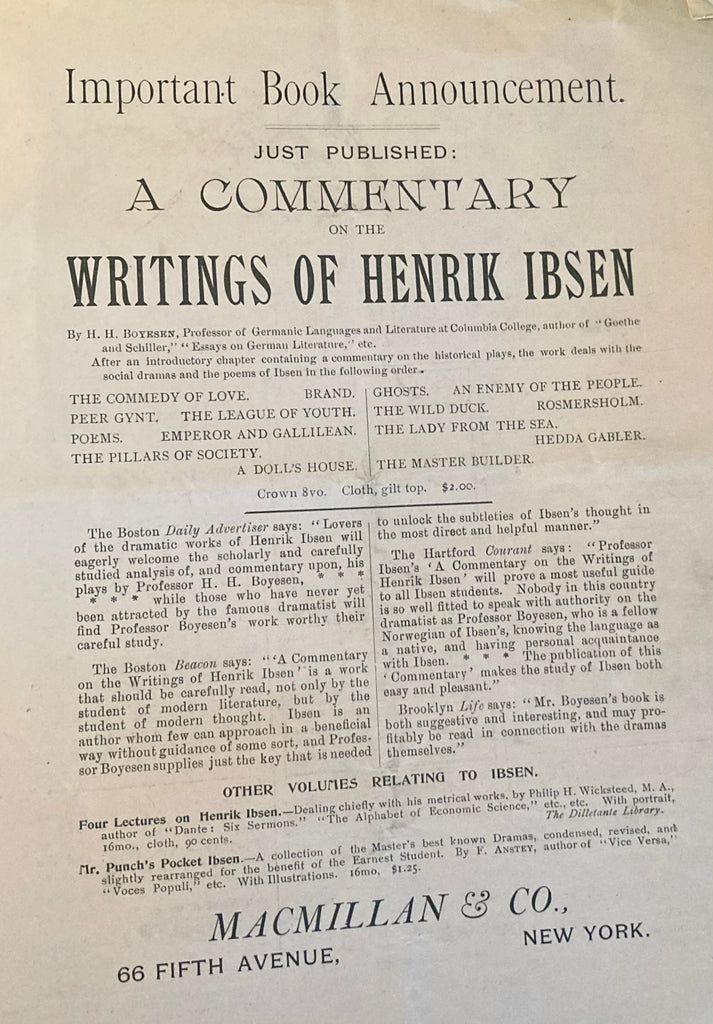 Important Book Announcement.
JUST PUBLISHED:
A COMMENTARY
ON THE
WRITINGS OF HENRIK IBSEN
By H. H. BOYESEN, Professor of Germanic Languages and Literature at Columbia College, author of "Goethe
and Schiller," "Essays on German Literature," etc.
After an introductory chapter containing a commentary on the historical plays, the work deals with the
social dramas and the poems of Ibsen in the following order.
THE COMMEDY OF LOVE. BRAND.
PEER GYNT. THE LEAGUE OF YOUTH.
POEMS. EMPEROR AND GALLILEAN.
THE PILLARS OF SOCIETY.
A DOLL'S HOUSE.
GHOSTS. AN ENEMY OF THE PEOPLE.
THE WILD DUCK. ROSMERSHOLM.
THE LADY FROM THE SEA.
HEDDA GABLER.
THE MASTER BUILDER.
Crown 8vo. Cloth, gilt top. $2.00.
The Boston Daily Advertiser says: "Lovers
of the dramatic works of Henrik Ibsen will
eagerly welcome the scholarly and carefully
studied analysis of, and commentary upon, his
plays by Professor H. H. Boyesen, * * *
* * * while those who have never yet
been attracted by the famous dramatist will
find Professor Boyesen's work worthy their
careful study.
The Boston Beacon says: "'A Commentary
on the Writings of Henrik Ibsen' is a work
that should be carefully read, not only by the
student of modern literature, but by the
student of modern thought. Ibsen is an
author whom few can approach in a beneficial
way without guidance of some sort, and Profes-
sor Boyesen supplies just the key that is needed
to unlock the subtleties of Ibsen's thought in
the most direct and helpful manner."
The Hartford Courant says: "Professor
Ibsen's 'A Commentary on the Writings of
Henrik Ibsen' will prove a most useful guide
to all Ibsen students. Nobody in this country
is so well fitted to speak with authority on the
dramatist as Professor Boyesen, who is a fellow
Norwegian of Ibsen's, knowing the language as
a native, and having personal acquaintance
with Ibsen. * * * The publication of this
'Commentary' makes the study of Ibsen both
easy and pleasant."
Brooklyn Life says: "Mr. Boyesen's book is
both suggestive and interesting, and may pro-
fitably be read in connection with the dramas
themselves."
OTHER VOLUMES RELATING TO IBSEN.
Four Lectures on Henrik Ibsen.—Dealing chiefly with his metrical works, by Philip H. Wicksteed, M. A.,
author of "Dante: Six Sermons," "The Alphabet of Economic Science," etc., etc. With portrait,
16mo., cloth, 90 cents. The Dilletante Library.
Mr. Punch's Pocket Ibsen.—A collection of the Master's best known Dramas, condensed, revised, and
slightly rearranged for the benefit of the Earnest Student. By F. ANSTEY, author of "Vice Versa,"
"Voces Populi," etc. With Illustrations. 16mo, $1.25.
MACMILLAN & CO.,
66 FIFTH AVENUE, NEW YORK.